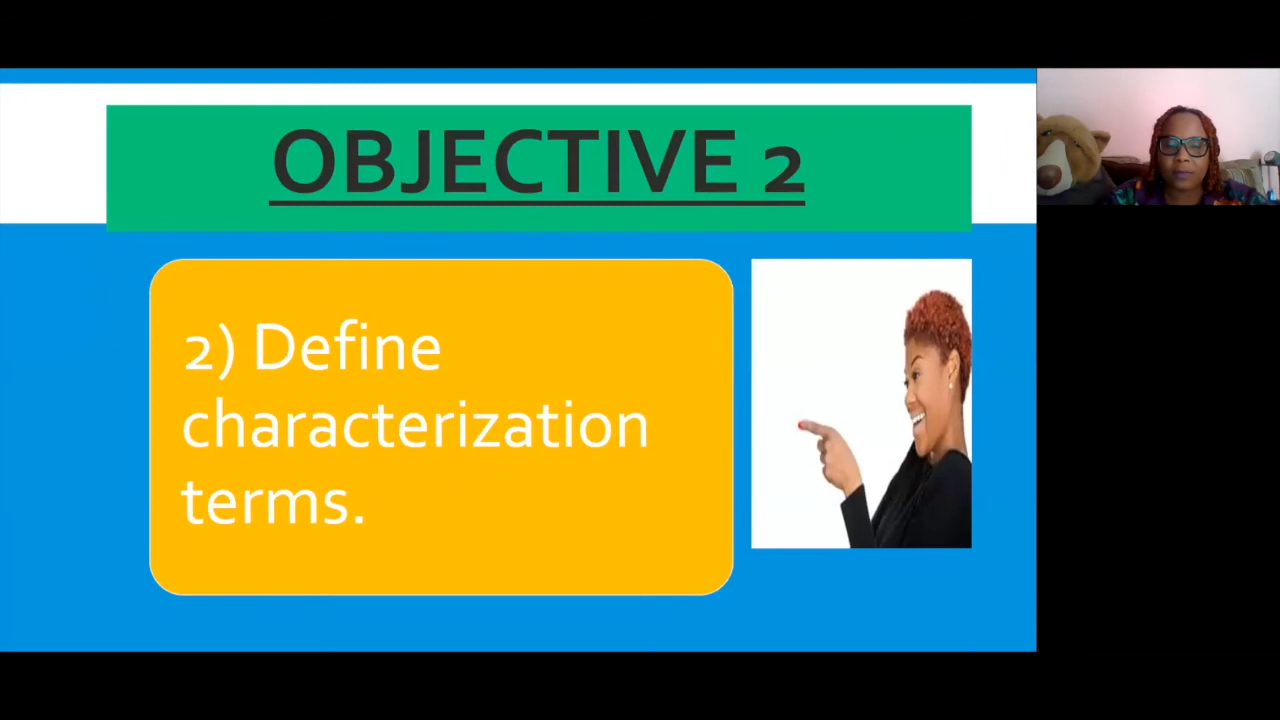 OBJECTIVE 2
2) Define
characterization
terms.